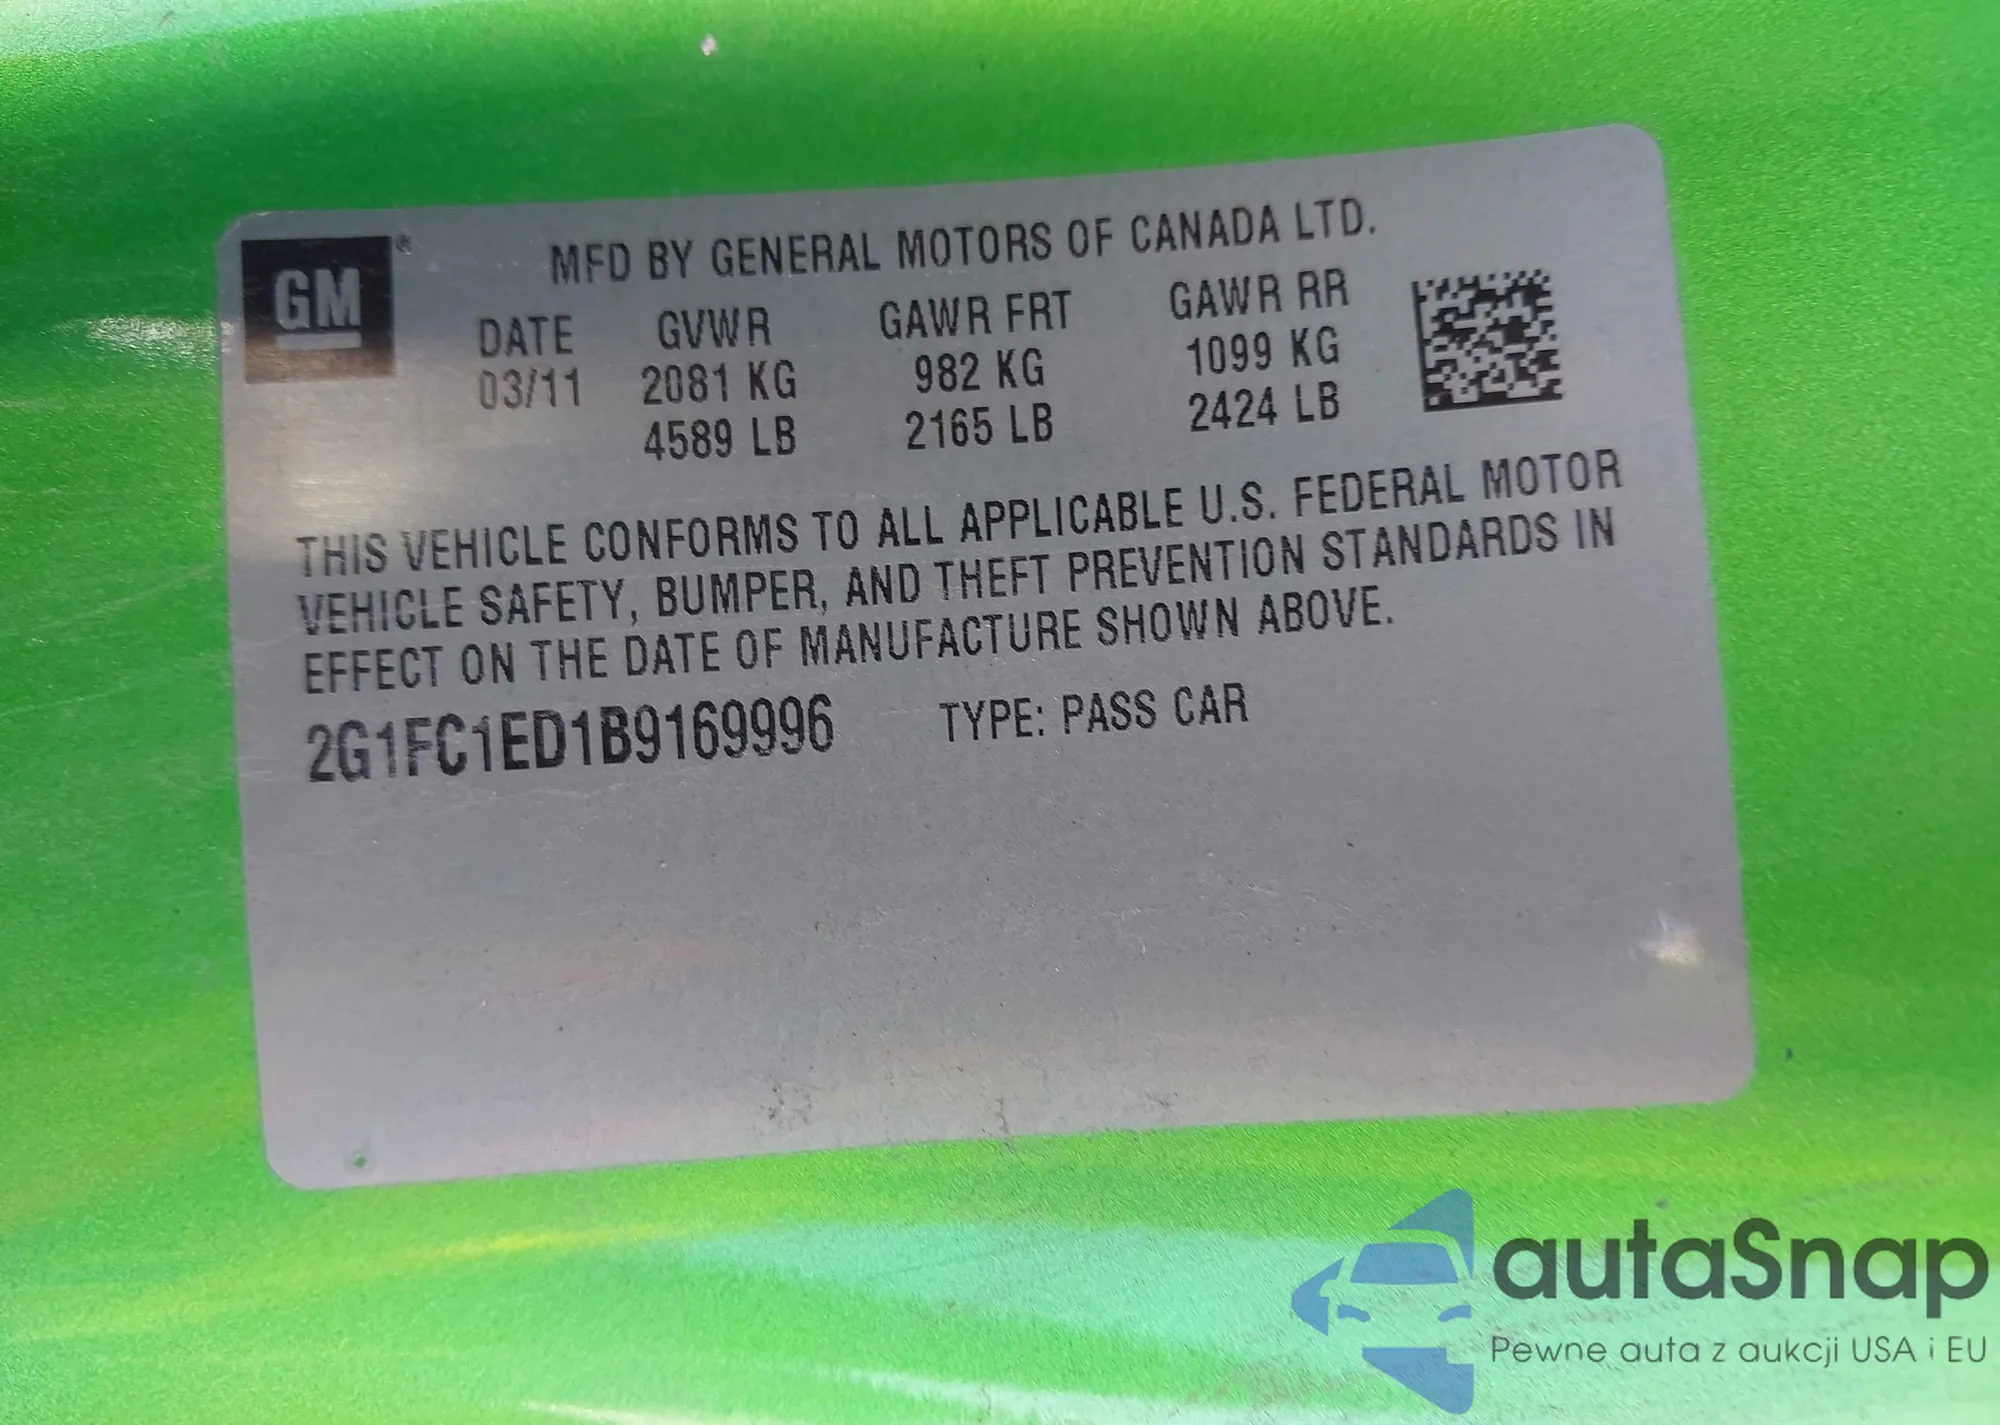 GM®
MFD BY GENERAL MOTORS OF CANADA LTD.
DATE GVWR GAWR FRT GAWR RR
03/11 2081 KG 982 KG 1099 KG
4589 LB 2165 LB 2424 LB
THIS VEHICLE CONFORMS TO ALL APPLICABLE U.S. FEDERAL MOTOR
VEHICLE SAFETY, BUMPER, AND THEFT PREVENTION STANDARDS IN
EFFECT ON THE DATE OF MANUFACTURE SHOWN ABOVE.
2G1FC1ED1B9169996 TYPE: PASS CAR
autaSnap
Pewne auta z aukcji USA i EU